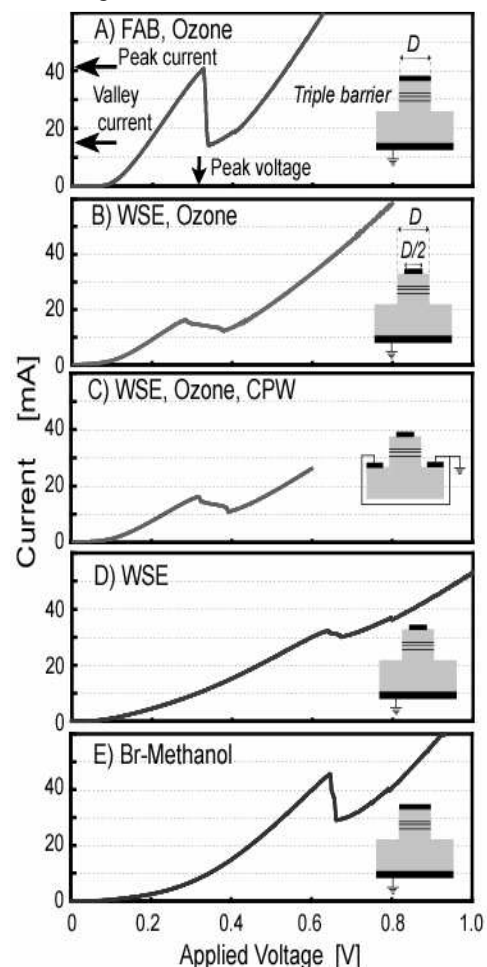 A) FAB, Ozone
D
40
Peak current
Triple barrier
Valley
current
20
Peak voltage
0
B) WSE, Ozone
D
D/2
40
20
0
C) WSE, Ozone, CPW
40
20
0
D) WSE
40
20
0
E) Br-Methanol
40
20
0
0 0.2 0.4 0.6 0.8 1.0
Applied Voltage [V]
Current [mA]